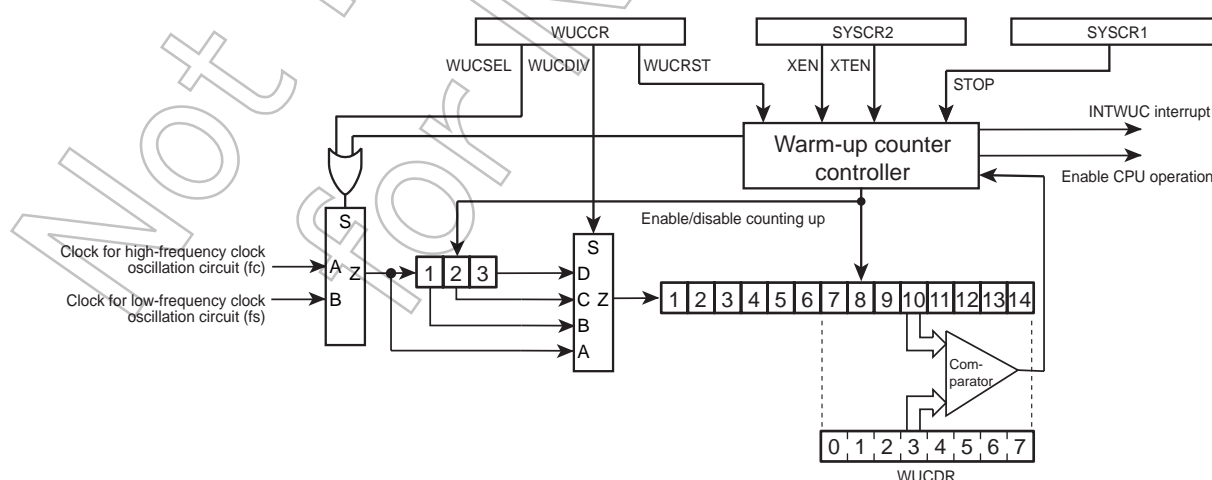 WUCCR
SYSCR2
SYSCR1
WUCSEL
WUCDIV
WUCRST
XEN
XTEN
STOP
INTWUC interrupt
Warm-up counter
controller
Enable CPU operation
Enable/disable counting up
S
S
Clock for high-frequency clock
oscillation circuit (fc)
A
Z
1 2 3
D
Clock for low-frequency clock
oscillation circuit (fs)
B
C
Z
1 2 3 4 5 6 7 8 9 10 11 12 13 14
B
A
Com-
parator
0 1 2 3 4 5 6 7
WUCDR
Not
for